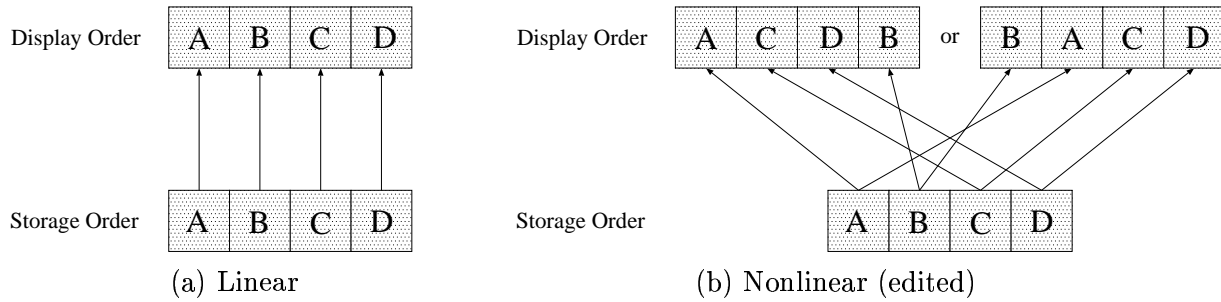 Display Order A B C D
Storage Order A B C D
(a) Linear
Display Order A C D B or B A C D
Storage Order A B C D
(b) Nonlinear (edited)